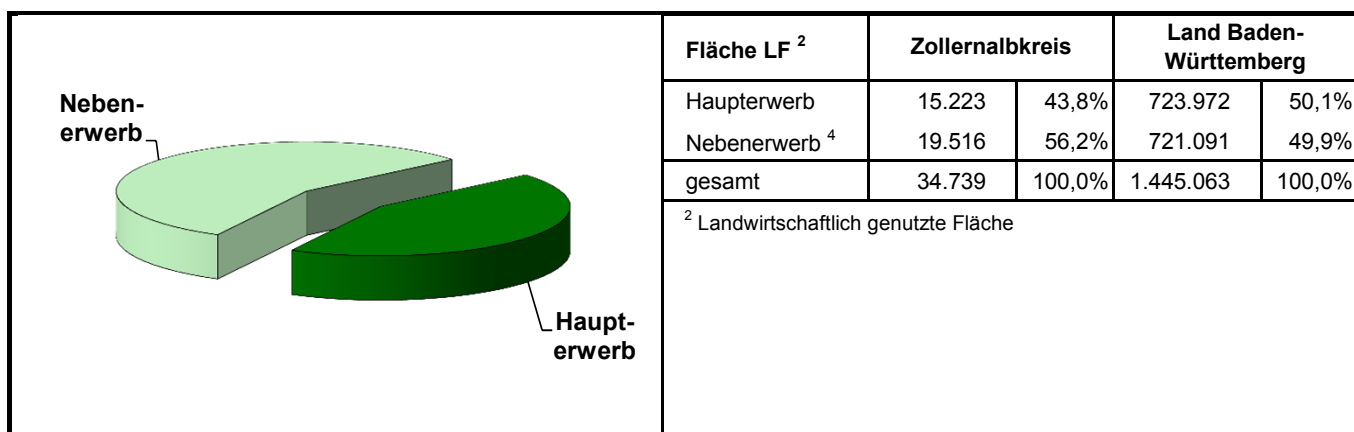 Neben-
erwerb
Haupt-
erwerb
Fläche LF ² Zollernalbkreis Land Baden-
Württemberg
Haupterwerb 15.223 43,8% 723.972 50,1%
Nebenerwerb ⁴ 19.516 56,2% 721.091 49,9%
gesamt 34.739 100,0% 1.445.063 100,0%
² Landwirtschaftlich genutzte Fläche